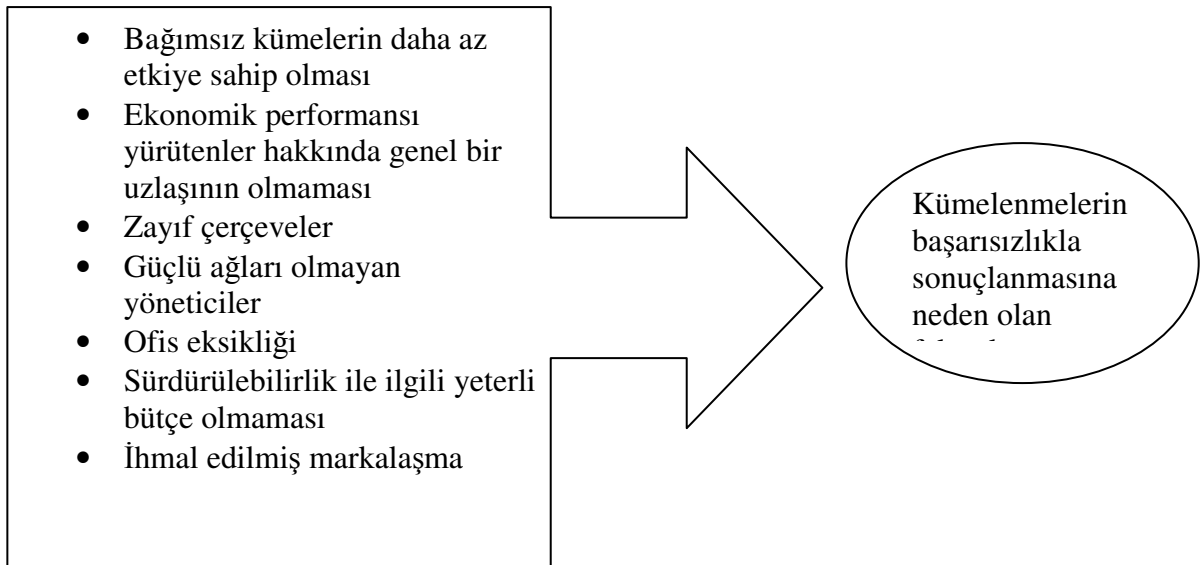 • Bağımsız kümelerin daha az
etkiye sahip olması
• Ekonomik performansı
yürütenler hakkında genel bir
uzlaşının olmaması
• Zayıf çerçeveler
• Güçlü ağları olmayan
yöneticiler
• Ofis eksikliği
• Sürdürülebilirlik ile ilgili yeterli
bütçe olmaması
• İhmal edilmiş markalaşma
Kümelenmelerin
başarısızlıkla
sonuçlanmasına
neden olan